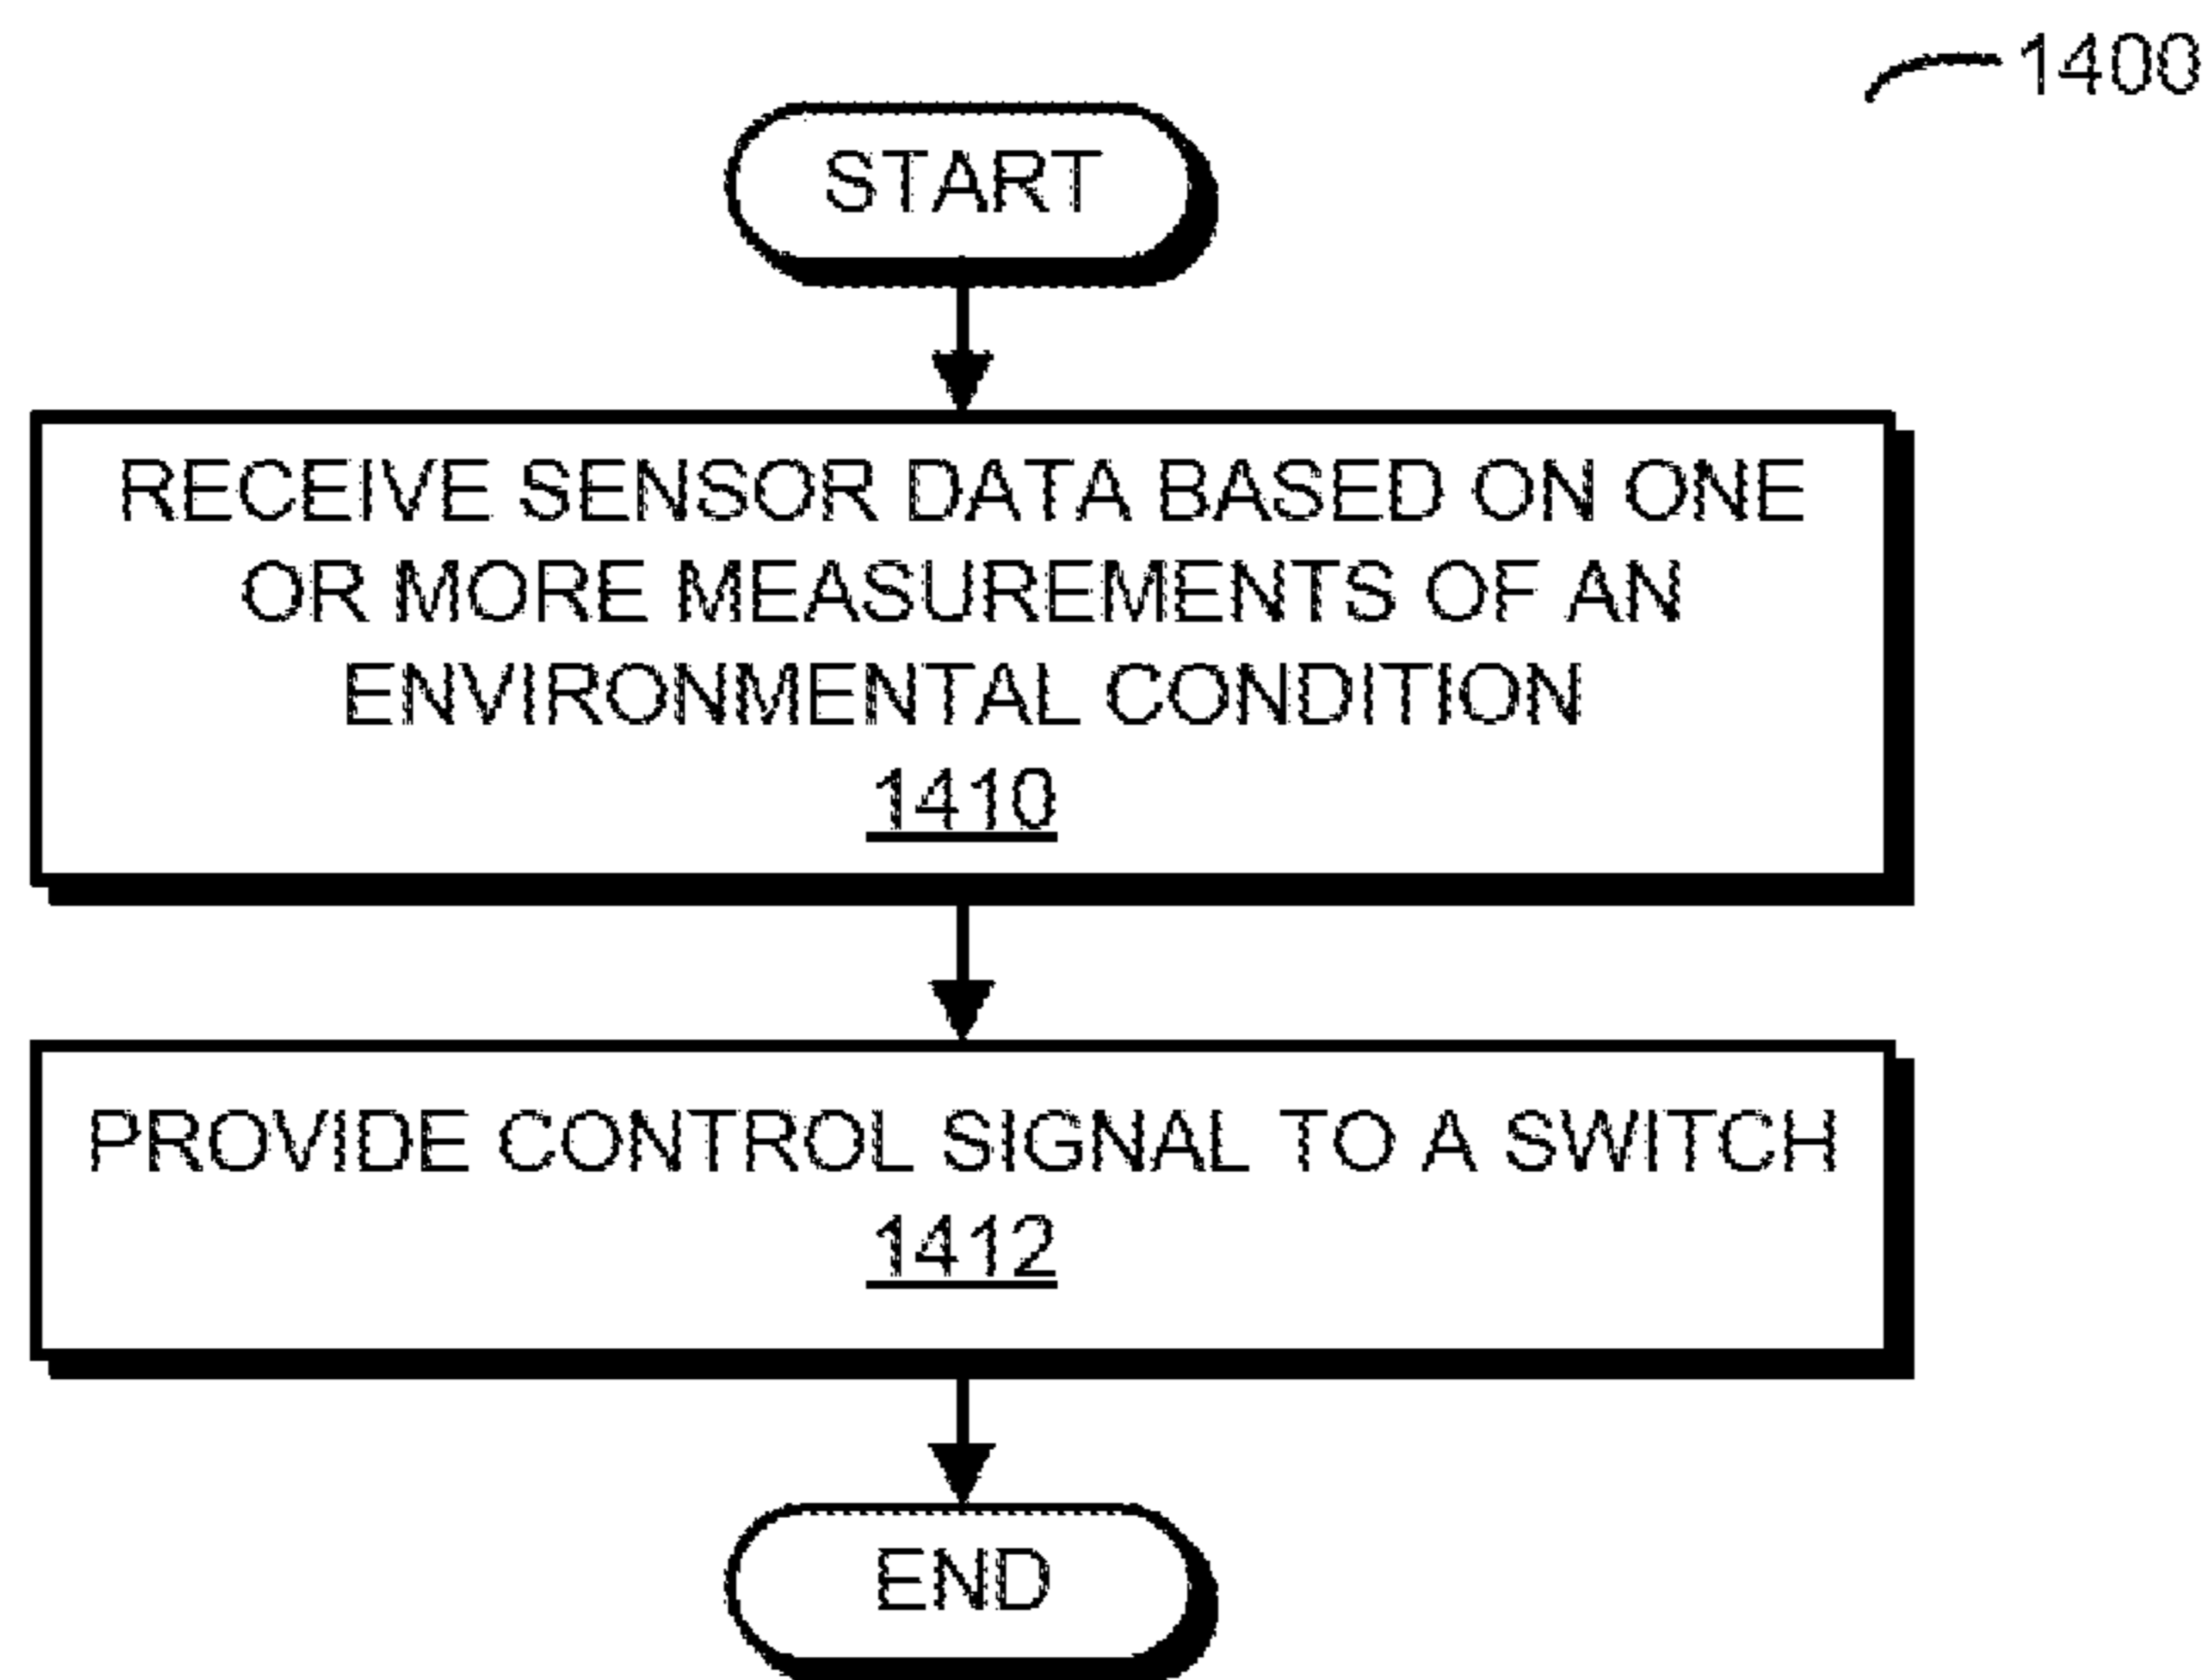 1400
START
RECEIVE SENSOR DATA BASED ON ONE
OR MORE MEASUREMENTS OF AN
ENVIRONMENTAL CONDITION
1410
PROVIDE CONTROL SIGNAL TO A SWITCH
1412
END